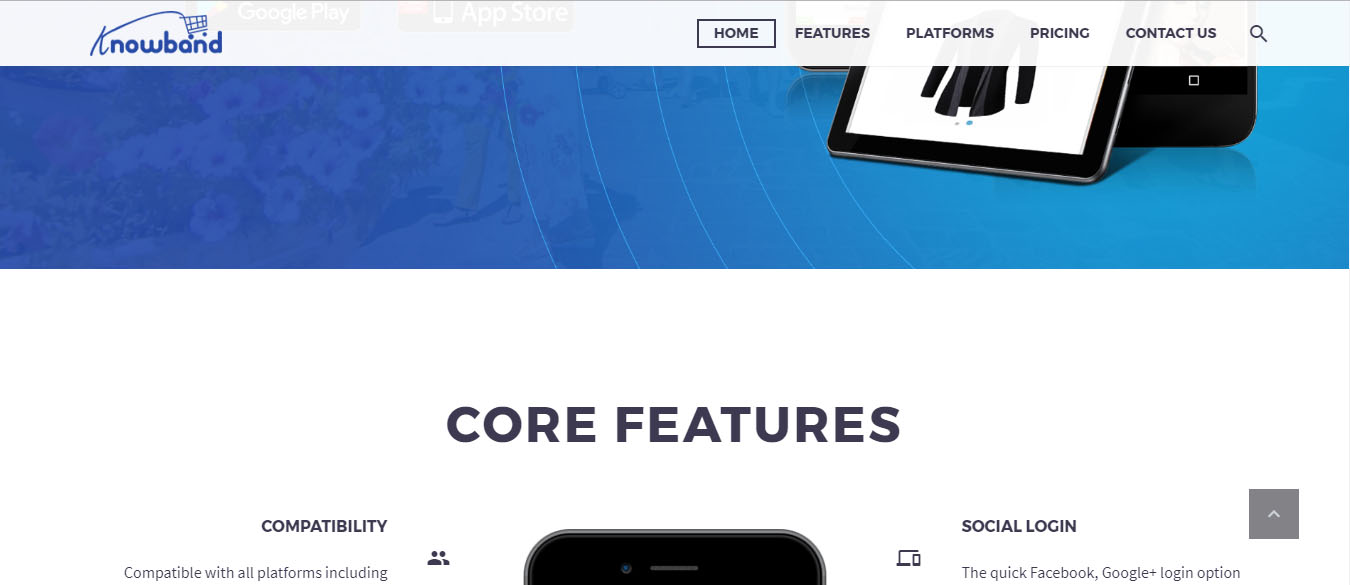 Google Play
App Store
Knowband
HOME FEATURES PLATFORMS PRICING CONTACT US
CORE FEATURES
COMPATIBILITY
Compatible with all platforms including
SOCIAL LOGIN
The quick Facebook, Google+ login option